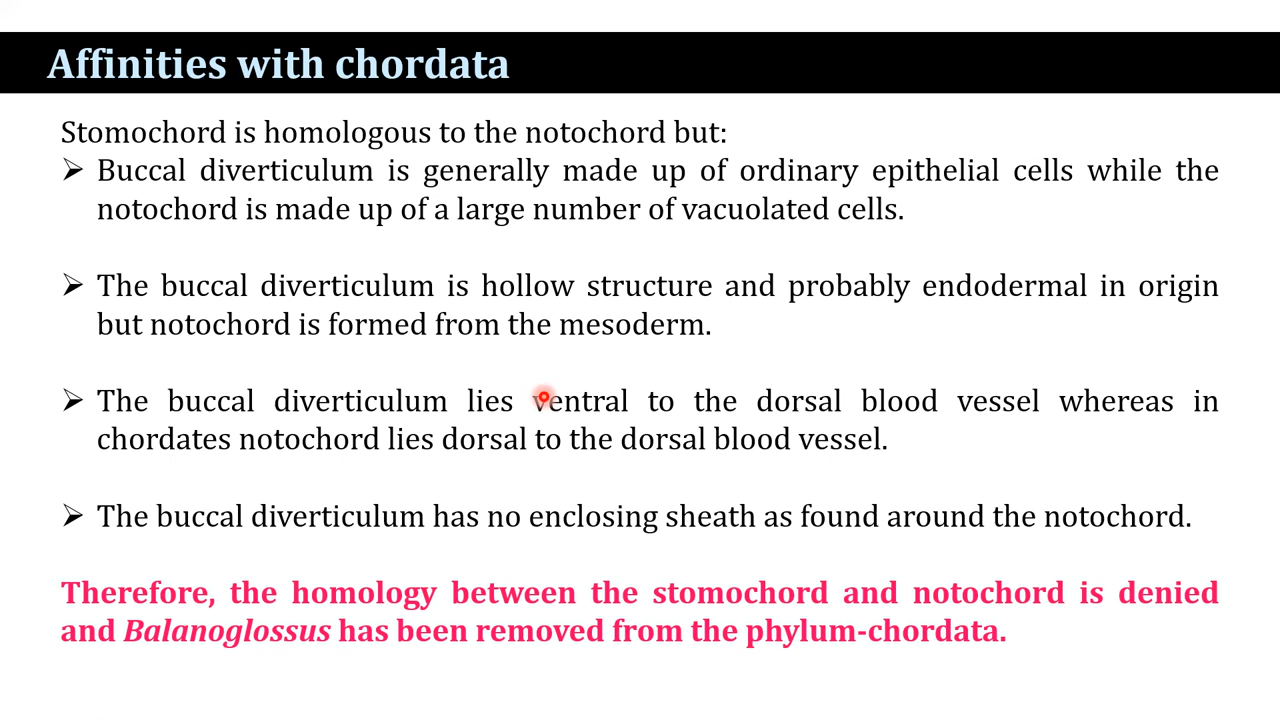 Affinities with chordata
Stomochord is homologous to the notochord but:
➢ Buccal diverticulum is generally made up of ordinary epithelial cells while the
notochord is made up of a large number of vacuolated cells.
➢ The buccal diverticulum is hollow structure and probably endodermal in origin
but notochord is formed from the mesoderm.
➢ The buccal diverticulum lies ventral to the dorsal blood vessel whereas in
chordates notochord lies dorsal to the dorsal blood vessel.
➢ The buccal diverticulum has no enclosing sheath as found around the notochord.
Therefore, the homology between the stomochord and notochord is denied
and Balanoglossus has been removed from the phylum-chordata.